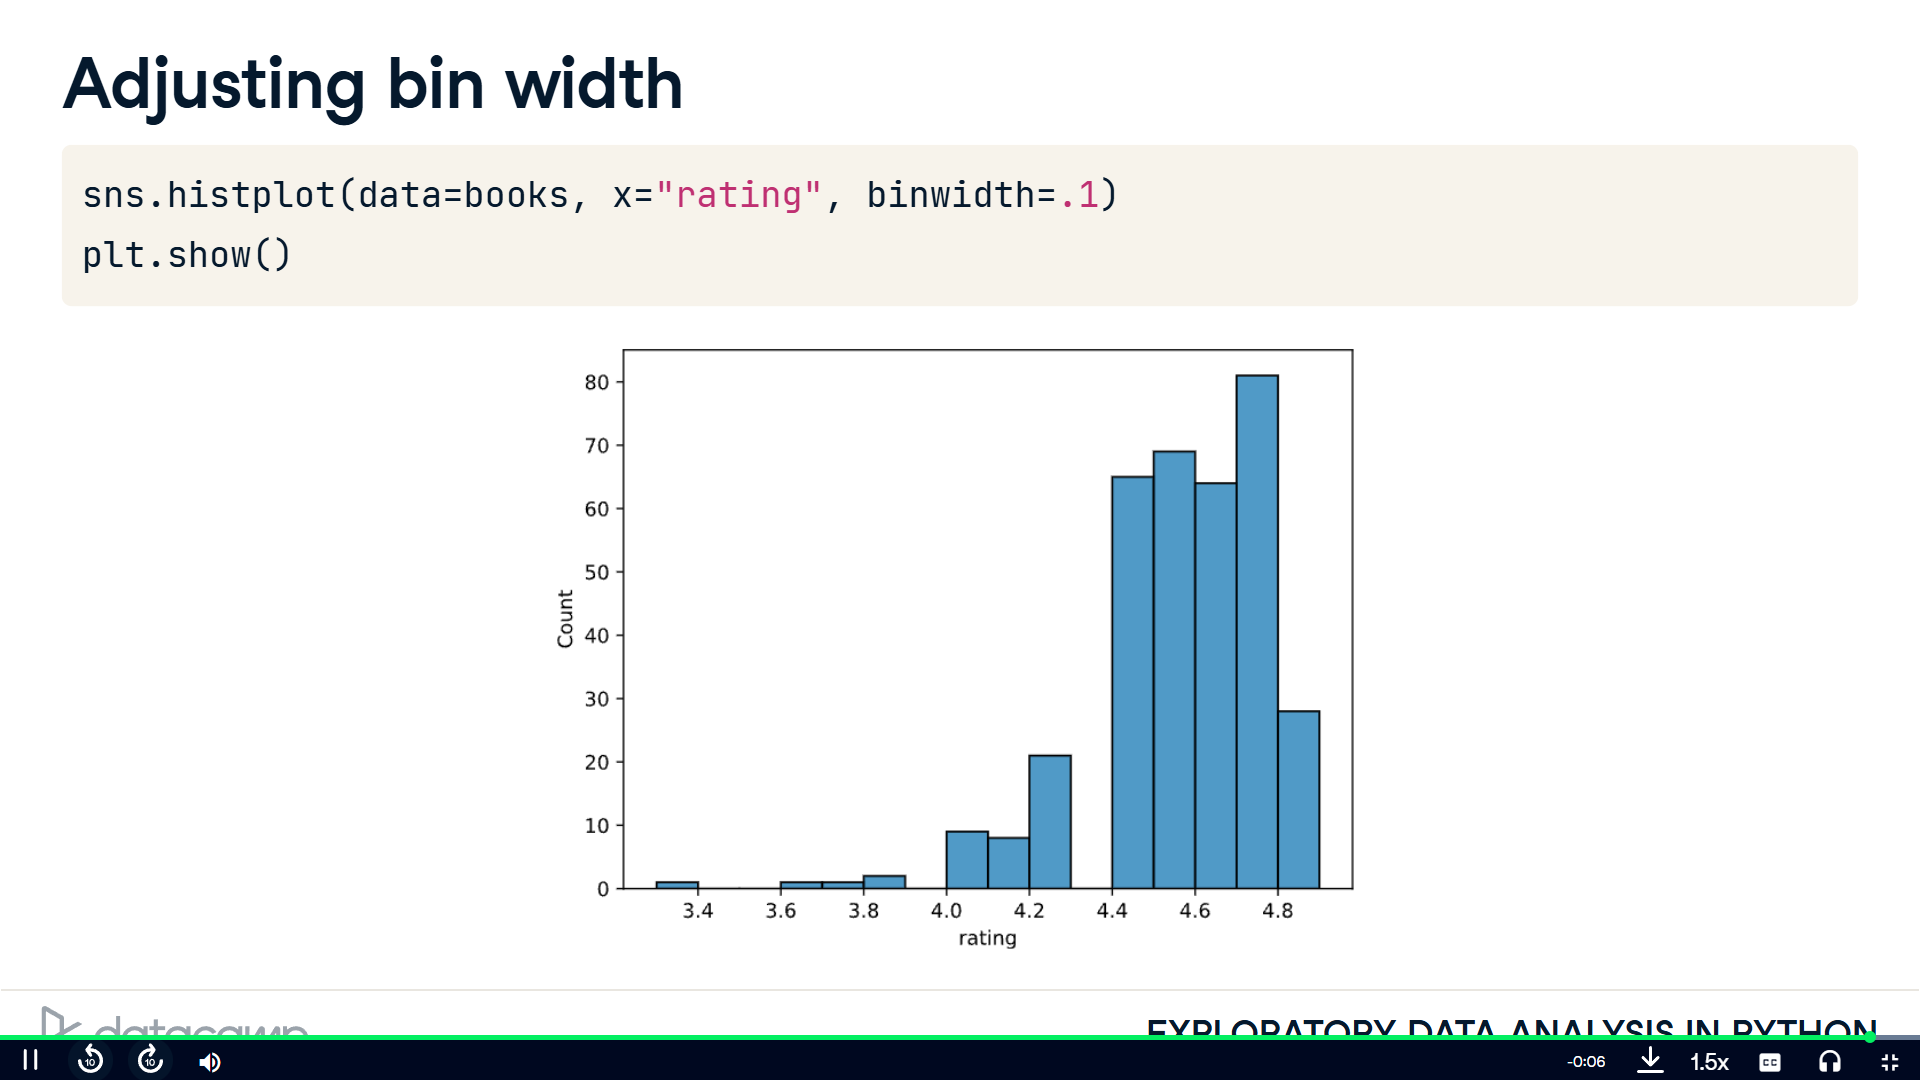 Adjusting bin width
sns.histplot(data=books, x="rating", binwidth=.1)
plt.show()
80
70
60
50
40
30
20
10
0
Count
3.4 3.6 3.8 4.0 4.2 4.4 4.6 4.8
rating
datacamp
EXPLORATORY DATA ANALYSIS IN PYTHON
10 10 -0:06 1.5x CC